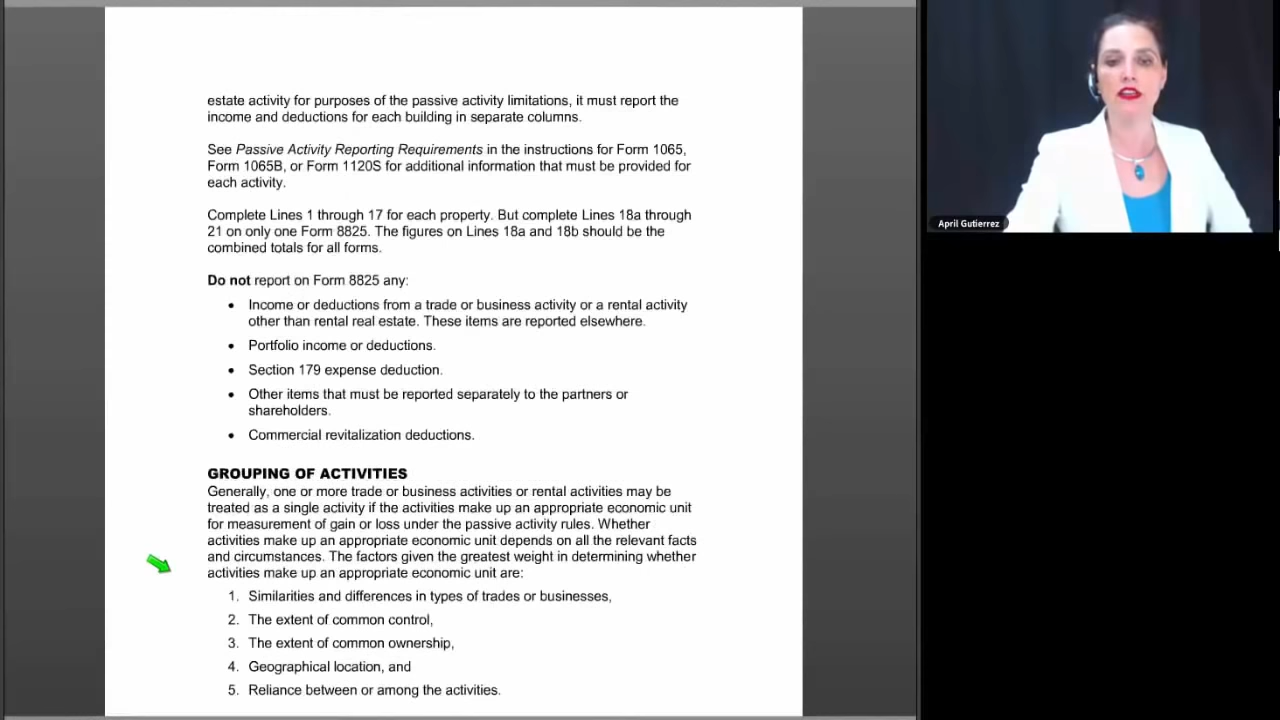 estate activity for purposes of the passive activity limitations, it must report the
income and deductions for each building in separate columns.
See Passive Activity Reporting Requirements in the instructions for Form 1065,
Form 1065B, or Form 1120S for additional information that must be provided for
each activity.
Complete Lines 1 through 17 for each property. But complete Lines 18a through
21 on only one Form 8825. The figures on Lines 18a and 18b should be the
combined totals for all forms.
Do not report on Form 8825 any:
• Income or deductions from a trade or business activity or a rental activity
other than rental real estate. These items are reported elsewhere.
• Portfolio income or deductions.
• Section 179 expense deduction.
• Other items that must be reported separately to the partners or
shareholders.
• Commercial revitalization deductions.
GROUPING OF ACTIVITIES
Generally, one or more trade or business activities or rental activities may be
treated as a single activity if the activities make up an appropriate economic unit
for measurement of gain or loss under the passive activity rules. Whether
activities make up an appropriate economic unit depends on all the relevant facts
and circumstances. The factors given the greatest weight in determining whether
activities make up an appropriate economic unit are:
1. Similarities and differences in types of trades or businesses,
2. The extent of common control,
3. The extent of common ownership,
4. Geographical location, and
5. Reliance between or among the activities.
April Gutierrez